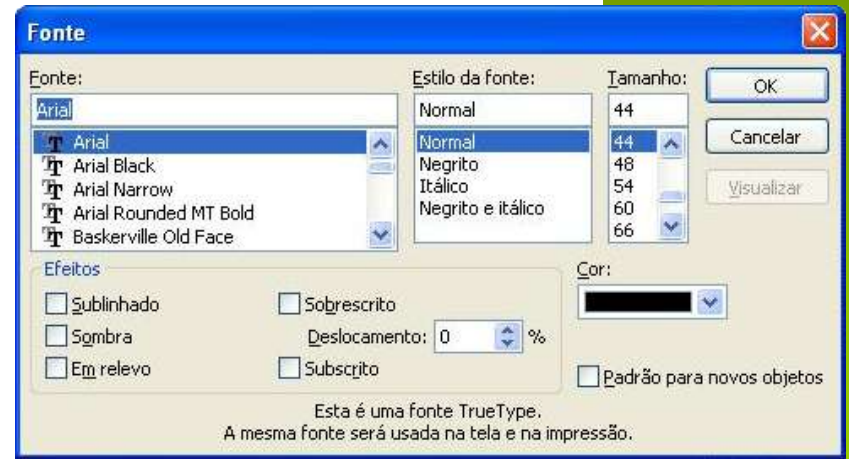 Fonte
Fonte: Estilo da fonte: Tamanho: OK
Arial Normal 44
Arial Normal 44 Cancelar
Arial Black Negrito 48
Arial Narrow Itálico 54 Visualizar
Arial Rounded MT Bold Negrito e itálico 60
Baskerville Old Face 66
Efeitos Cor:
Sublinhado Sobrescrito
Sombra Deslocamento: 0 %
Em relevo Subscrito
Padrão para novos objetos
Esta é uma fonte TrueType.
A mesma fonte será usada na tela e na impressão.